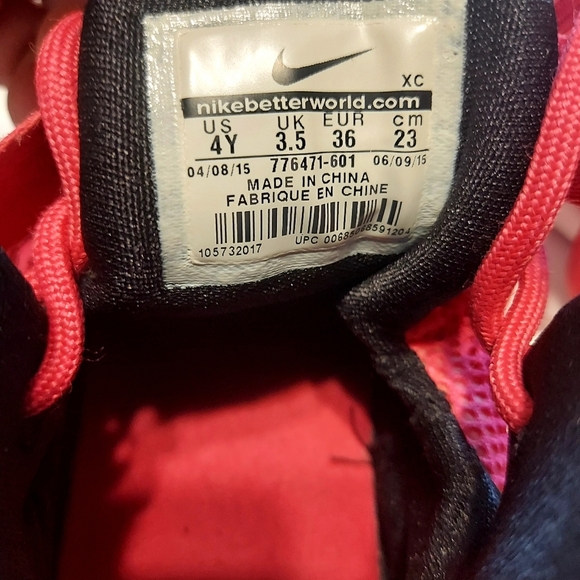 XC
nikebetterworld.com
US UK EUR cm
4Y 3.5 36 23
04/08/15 776471-601 06/09/15
MADE IN CHINA
FABRIQUE EN CHINE
105732017 UPC